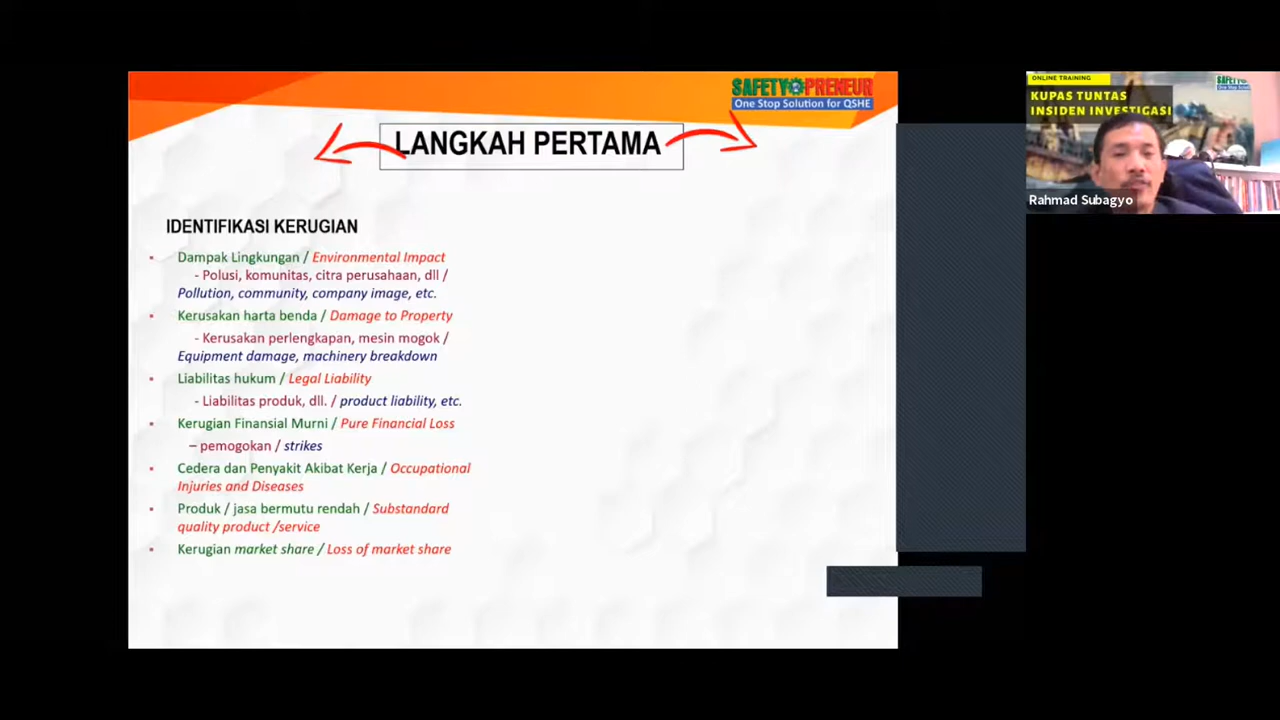 SAFETY PRENEUR
One Stop Solution for QSHE
LANGKAH PERTAMA
IDENTIFIKASI KERUGIAN
▪ Dampak Lingkungan / Environmental Impact
- Polusi, komunitas, citra perusahaan, dll /
Pollution, community, company image, etc.
▪ Kerusakan harta benda / Damage to Property
- Kerusakan perlengkapan, mesin mogok /
Equipment damage, machinery breakdown
▪ Liabilitas hukum / Legal Liability
- Liabilitas produk, dll. / product liability, etc.
▪ Kerugian Finansial Murni / Pure Financial Loss
– pemogokan / strikes
▪ Cedera dan Penyakit Akibat Kerja / Occupational
Injuries and Diseases
▪ Produk / jasa bermutu rendah / Substandard
quality product /service
▪ Kerugian market share / Loss of market share
ONLINE TRAINING
KUPAS TUNTAS
INSIDEN INVESTIGASI
Rahmad Subagyo